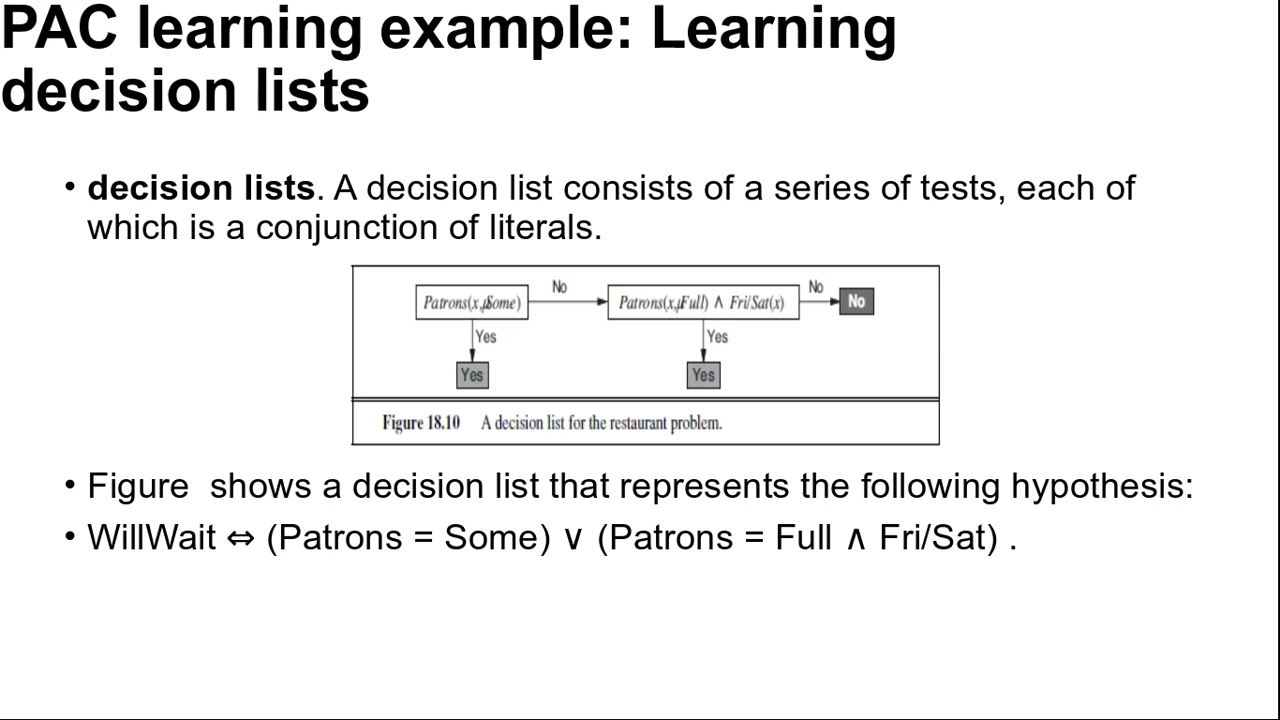 PAC learning example: Learning
decision lists
• decision lists. A decision list consists of a series of tests, each of
which is a conjunction of literals.
No
No
Patrons(x, Some)
Patrons(x, Full) ∧ Fri/Sat(x)
No
Yes
Yes
Yes
Yes
Figure 18.10 A decision list for the restaurant problem.
• Figure shows a decision list that represents the following hypothesis:
• WillWait ⇔ (Patrons = Some) ∨ (Patrons = Full ∧ Fri/Sat) .